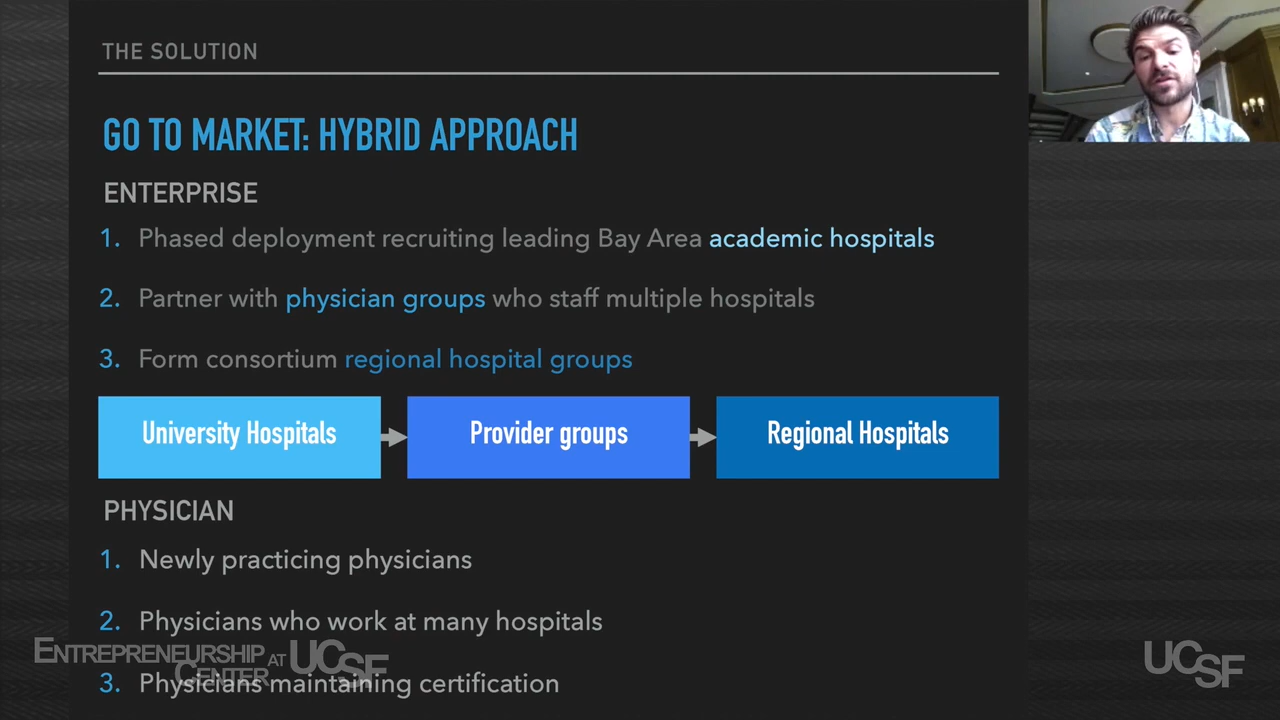 THE SOLUTION
GO TO MARKET: HYBRID APPROACH
ENTERPRISE
1. Phased deployment recruiting leading Bay Area academic hospitals
2. Partner with physician groups who staff multiple hospitals
3. Form consortium regional hospital groups
University Hospitals
Provider groups
Regional Hospitals
PHYSICIAN
1. Newly practicing physicians
2. Physicians who work at many hospitals
ENTREPRENEURSHIP AT UCSF
CENTER
3. Physicians maintaining certification
UCSF